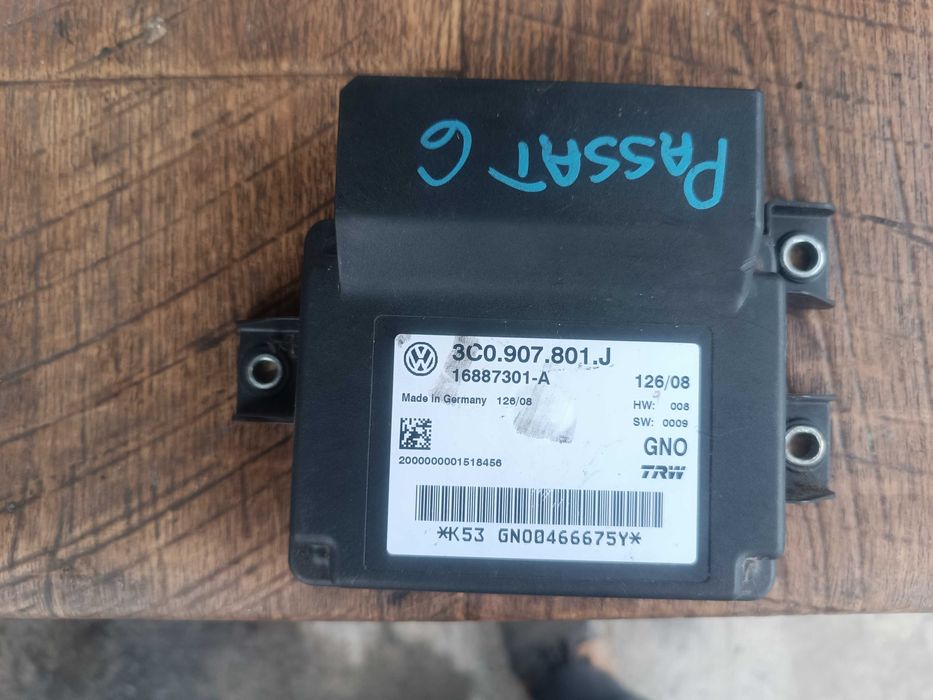 PASSAT 6
3C0.907.801.J
16887301-A
126/08
Made in Germany 126/08
HW: 008
SW: 0009
GNO
2000000001518456
TRW
*K53 GNO0466675Y*